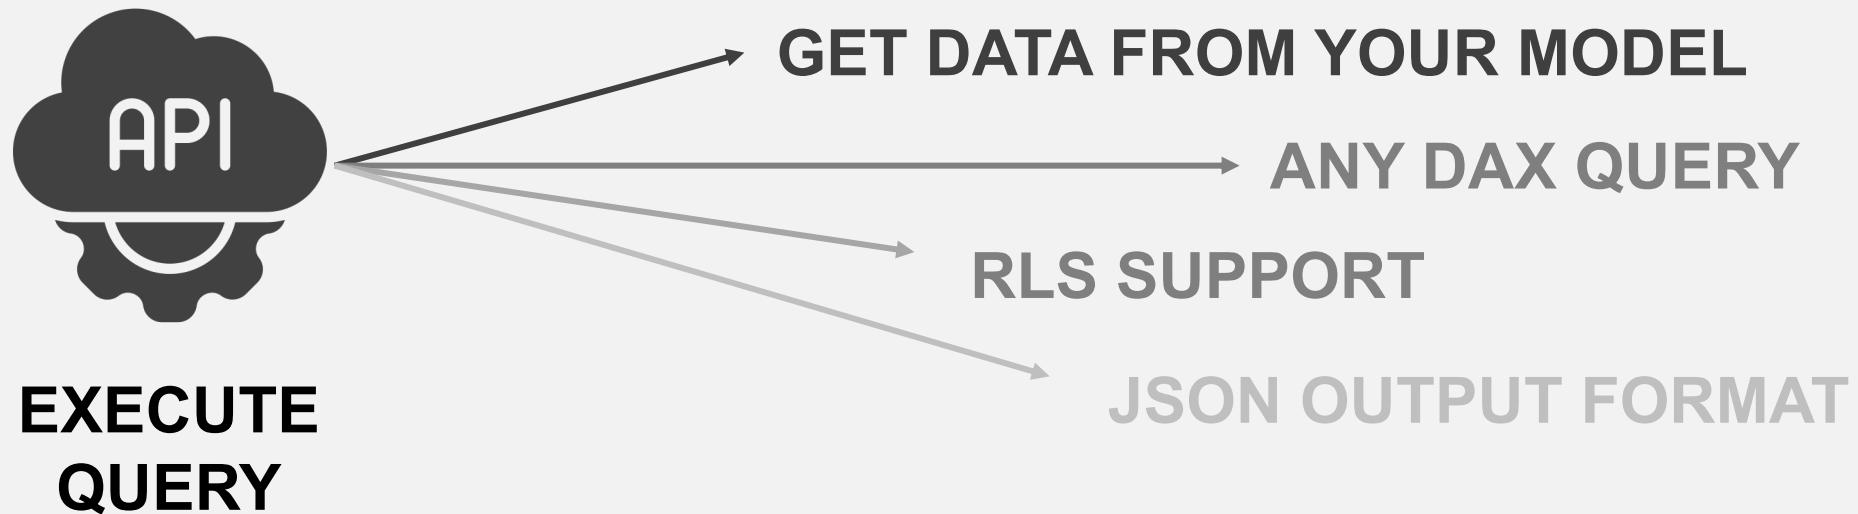 API
EXECUTE
QUERY
GET DATA FROM YOUR MODEL
ANY DAX QUERY
RLS SUPPORT
JSON OUTPUT FORMAT